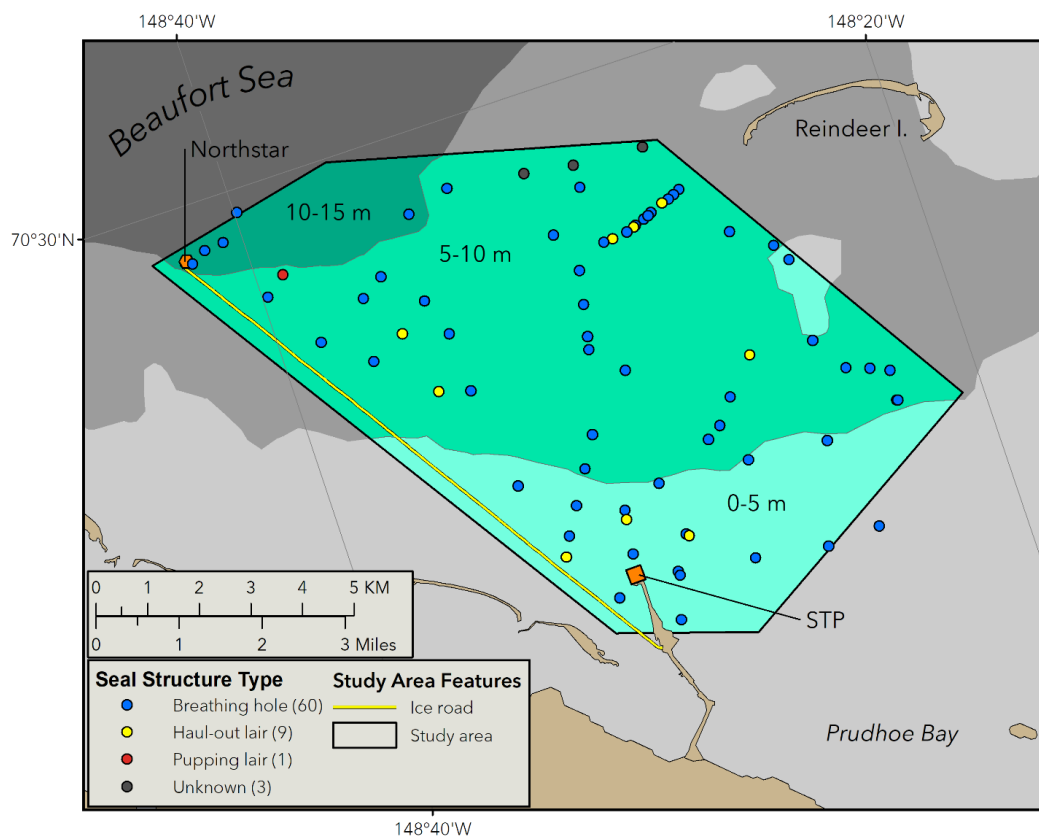 148°40'W
148°20'W
Beaufort Sea
Reindeer I.
Northstar
10-15 m
70°30'N
5-10 m
0-5 m
0 1 2 3 4 5 KM
0 1 2 3 Miles
STP
Seal Structure Type
Breathing hole (60)
Haul-out lair (9)
Pupping lair (1)
Unknown (3)
Study Area Features
Ice road
Study area
Prudhoe Bay
148°40'W